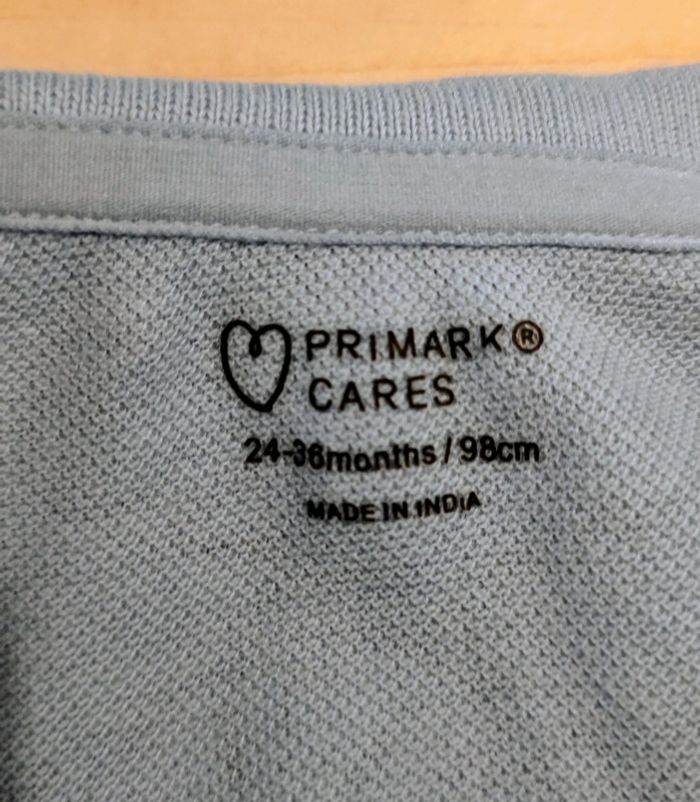 PRIMARK®
CARES
24-36months/98cm
MADE IN INDIA